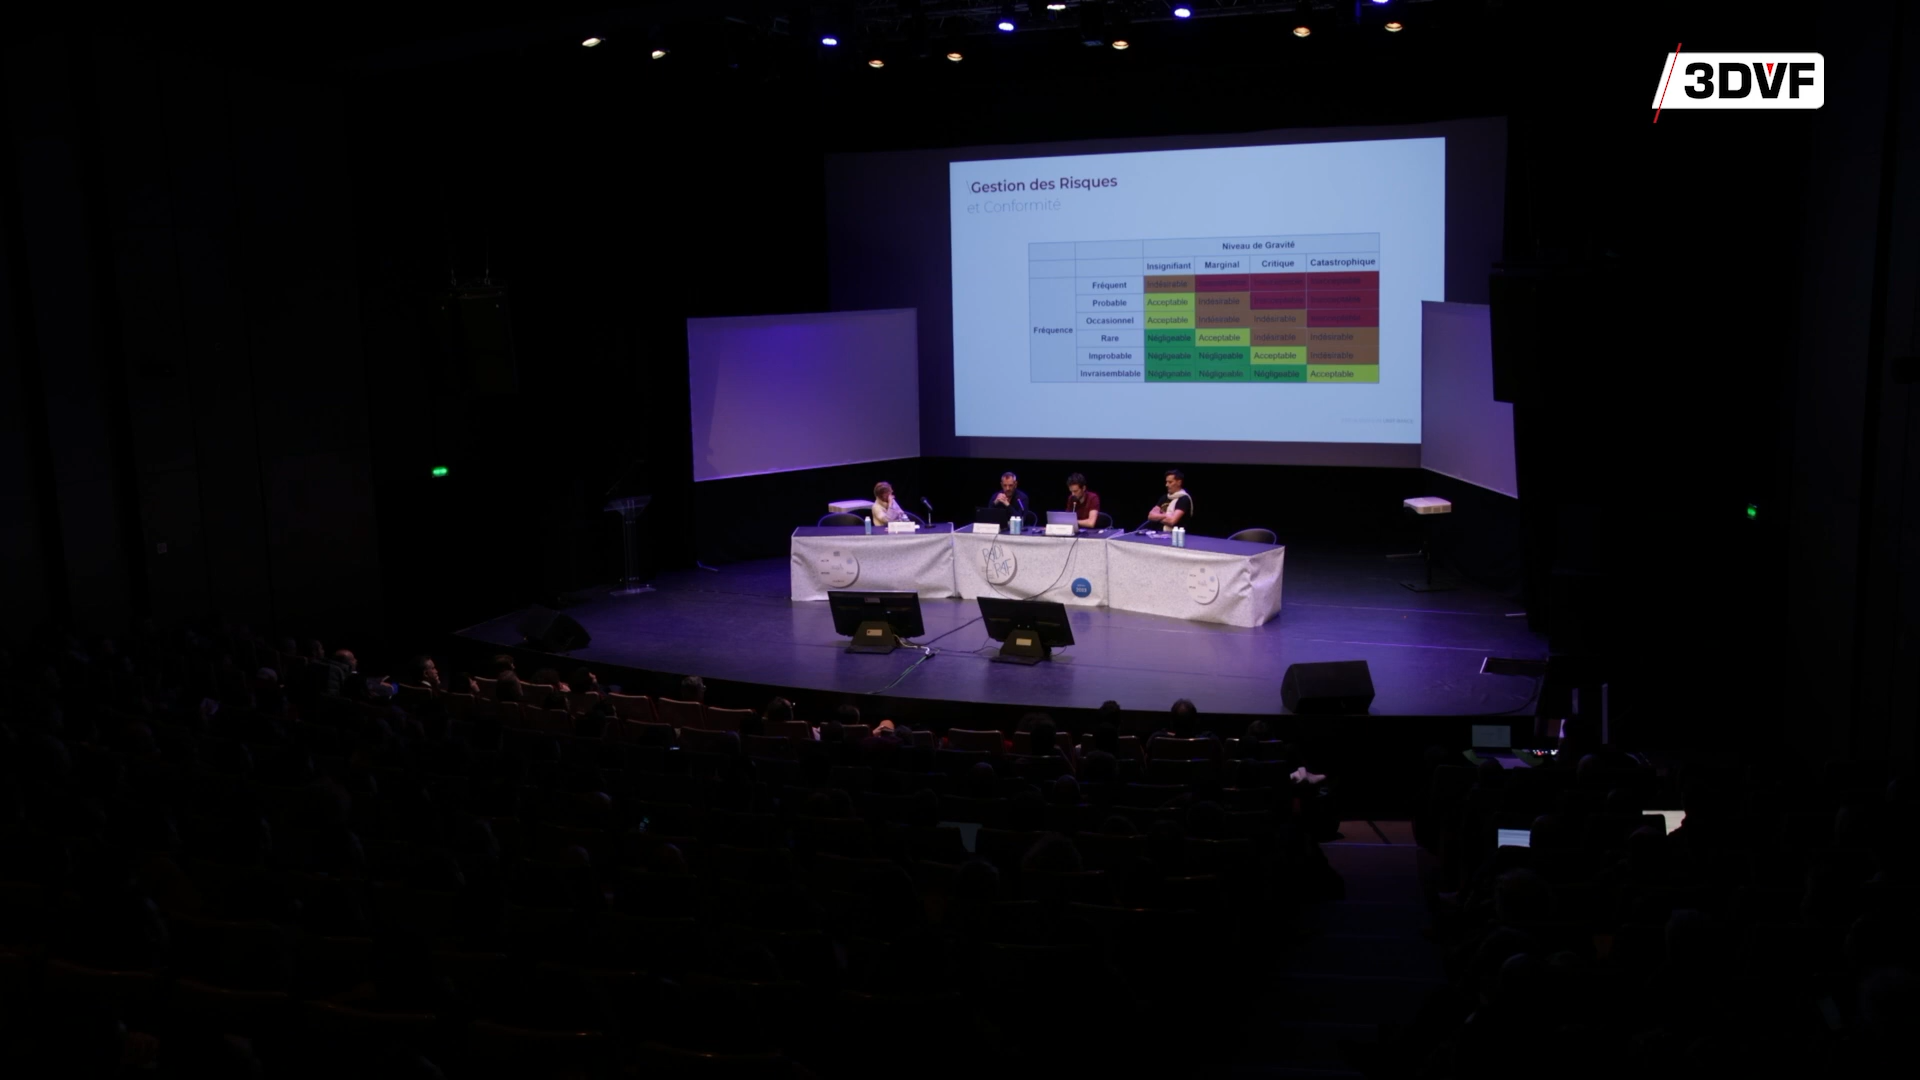 3DVF
\Gestion des Risques
et Conformité
Niveau de Gravité
Insignifiant Marginal Critique Catastrophique
Fréquent Indésirable
Probable Acceptable Indésirable
Occasionnel Acceptable Indésirable Indésirable
Fréquence
Rare Négligeable Acceptable Indésirable Indésirable
Improbable Négligeable Négligeable Acceptable Indésirable
Invraisemblable Négligeable Négligeable Négligeable Acceptable
RADI
RAF